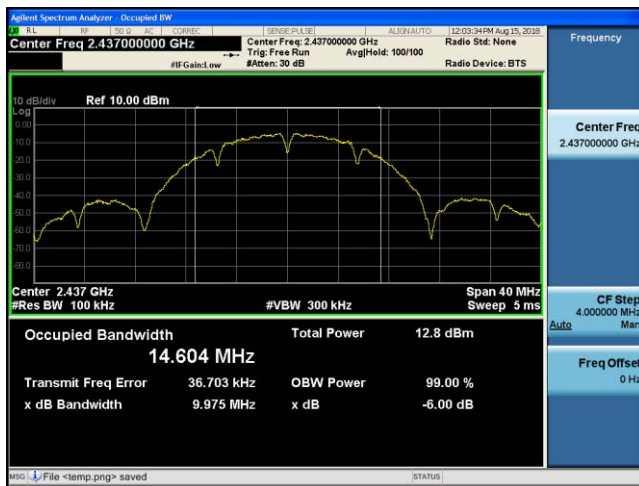 Agilent Spectrum Analyzer - Occupied BW
RL RF 50 Ω AC CORREC SENSE:PULSE ALIGN AUTO 12:03:34 PM Aug 15, 2018
Center Freq 2.437000000 GHz
Center Freq: 2.437000000 GHz
Radio Std: None
Trig: Free Run
Avg|Hold: 100/100
#IFGain:Low
#Atten: 30 dB
Radio Device: BTS
10 dB/div
Ref 10.00 dBm
Log
0.00
-10.0
-20.0
-30.0
-40.0
-50.0
-60.0
-70.0
-80.0
Center 2.437 GHz
Span 40 MHz
#Res BW 100 kHz
#VBW 300 kHz
Sweep 5 ms
Occupied Bandwidth
Total Power 12.8 dBm
14.604 MHz
Transmit Freq Error 36.703 kHz
OBW Power 99.00 %
x dB Bandwidth 9.975 MHz
x dB -6.00 dB
MSG File <temp.png> saved
STATUS
Frequency
Center Freq
2.437000000 GHz
CF Step
4.000000 MHz
Auto Man
Freq Offset
0 Hz